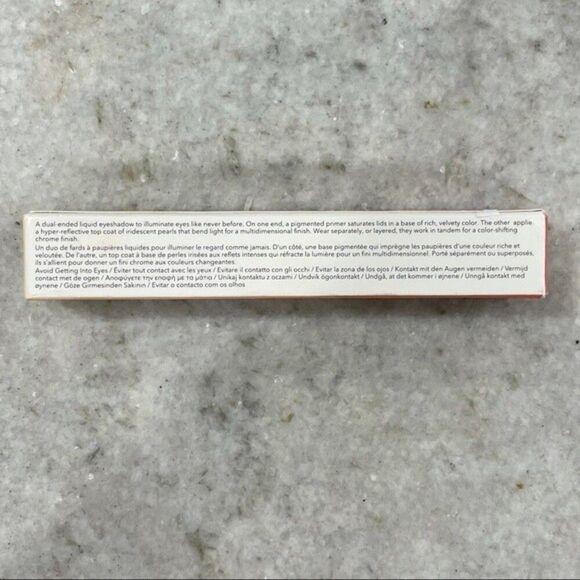 A dual-ended liquid eyeshadow to illuminate eyes like never before. On one end, a pigmented primer saturates lids in a base of rich, velvety color. The other applie
a hyper-reflective top coat of iridescent pearls that bend light for a multidimensional finish. Wear separately, or layered, they work in tandem for a color-shifting
chrome finish.
Un duo de fards à paupières liquides pour illuminer le regard comme jamais. D'un côté, une base pigmentée qui imprègne les paupières d'une couleur riche et
veloutée. De l'autre, un top coat à base de perles irisées aux reflets intenses qui réfracte la lumière pour un fini multidimensionnel. Porté séparément ou superposés,
ils s'allient pour donner un fini chrome aux couleurs changeantes.
Avoid Getting Into Eyes / Éviter tout contact avec les yeux / Evitare il contatto con gli occhi / Evitar la zona de los ojos / Kontakt mit den Augen vermeiden / Vermijd
contact met de ogen / Αποφύγετε την επαφή με τα μάτια / Unikaj kontaktu z oczami / Undvik ögonkontakt / Undgå, at det kommer i øjnene / Unngå kontakt med
øynene / Göze Girmesinden Sakının / Evitar o contacto com os olhos